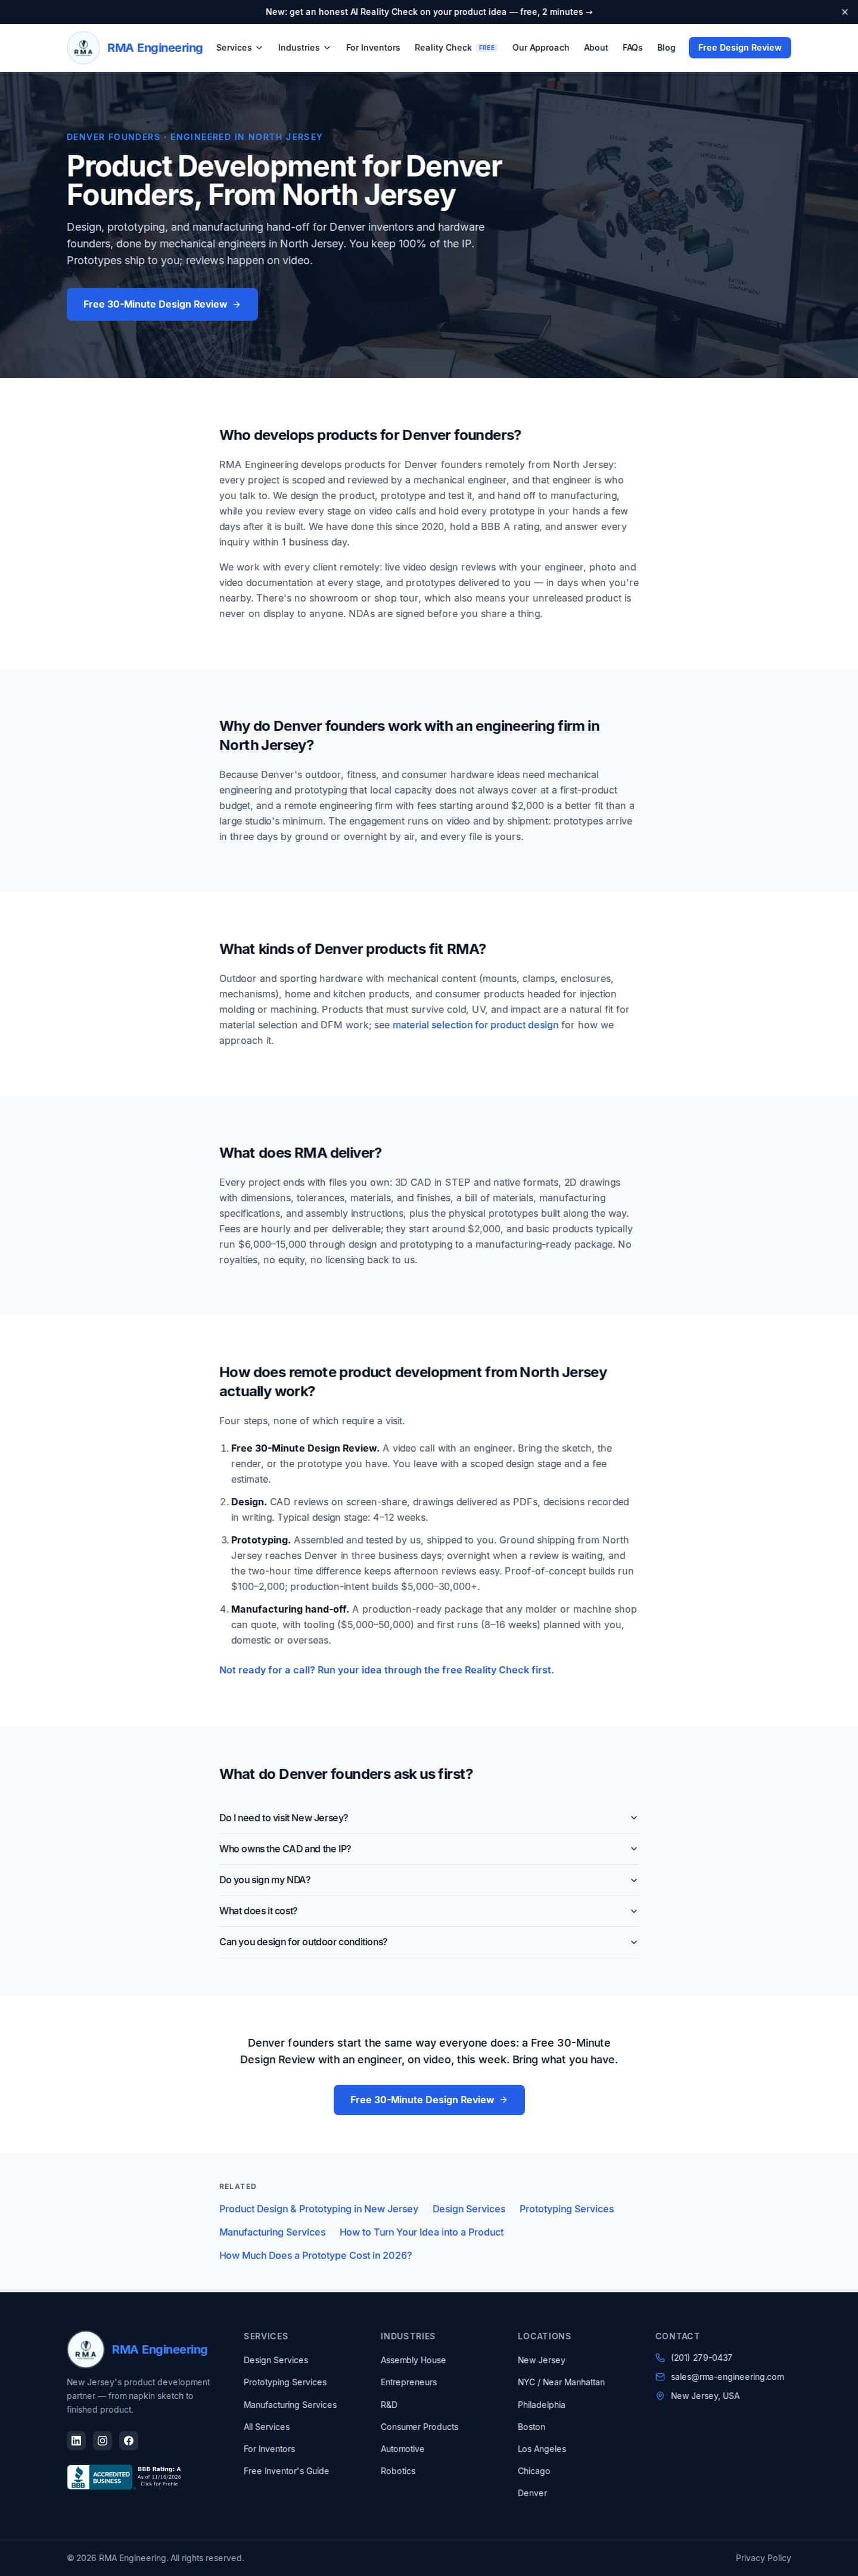 New: get an honest AI Reality Check on your product idea — free, 2 minutes →
✕
RMA
RMA Engineering
Services
Industries
For Inventors
Reality Check FREE
Our Approach
About
FAQs
Blog
Free Design Review
DENVER FOUNDERS · ENGINEERED IN NORTH JERSEY
Product Development for Denver
Founders, From North Jersey
Design, prototyping, and manufacturing hand-off for Denver inventors and hardware
founders, done by mechanical engineers in North Jersey. You keep 100% of the IP.
Prototypes ship to you; reviews happen on video.
Free 30-Minute Design Review →
Who develops products for Denver founders?
RMA Engineering develops products for Denver founders remotely from North Jersey:
every project is scoped and reviewed by a mechanical engineer, and that engineer is who
you talk to. We design the product, prototype and test it, and hand off to manufacturing,
while you review every stage on video calls and hold every prototype in your hands a few
days after it is built. We have done this since 2020, hold a BBB A rating, and answer every
inquiry within 1 business day.
We work with every client remotely: live video design reviews with your engineer, photo and
video documentation at every stage, and prototypes delivered to you — in days when you're
nearby. There's no showroom or shop tour, which also means your unreleased product is
never on display to anyone. NDAs are signed before you share a thing.
Why do Denver founders work with an engineering firm in
North Jersey?
Because Denver's outdoor, fitness, and consumer hardware ideas need mechanical
engineering and prototyping that local capacity does not always cover at a first-product
budget, and a remote engineering firm with fees starting around $2,000 is a better fit than a
large studio's minimum. The engagement runs on video and by shipment: prototypes arrive
in three days by ground or overnight by air, and every file is yours.
What kinds of Denver products fit RMA?
Outdoor and sporting hardware with mechanical content (mounts, clamps, enclosures,
mechanisms), home and kitchen products, and consumer products headed for injection
molding or machining. Products that must survive cold, UV, and impact are a natural fit for
material selection and DFM work; see material selection for product design for how we
approach it.
What does RMA deliver?
Every project ends with files you own: 3D CAD in STEP and native formats, 2D drawings
with dimensions, tolerances, materials, and finishes, a bill of materials, manufacturing
specifications, and assembly instructions, plus the physical prototypes built along the way.
Fees are hourly and per deliverable; they start around $2,000, and basic products typically
run $6,000–15,000 through design and prototyping to a manufacturing-ready package. No
royalties, no equity, no licensing back to us.
How does remote product development from North Jersey
actually work?
Four steps, none of which require a visit.
1. Free 30-Minute Design Review. A video call with an engineer. Bring the sketch, the
render, or the prototype you have. You leave with a scoped design stage and a fee
estimate.
2. Design. CAD reviews on screen-share, drawings delivered as PDFs, decisions recorded
in writing. Typical design stage: 4–12 weeks.
3. Prototyping. Assembled and tested by us, shipped to you. Ground shipping from North
Jersey reaches Denver in three business days; overnight when a review is waiting, and
the two-hour time difference keeps afternoon reviews easy. Proof-of-concept builds run
$100–2,000; production-intent builds $5,000–30,000+.
4. Manufacturing hand-off. A production-ready package that any molder or machine shop
can quote, with tooling ($5,000–50,000) and first runs (8–16 weeks) planned with you,
domestic or overseas.
Not ready for a call? Run your idea through the free Reality Check first.
What do Denver founders ask us first?
Do I need to visit New Jersey?
Who owns the CAD and the IP?
Do you sign my NDA?
What does it cost?
Can you design for outdoor conditions?
Denver founders start the same way everyone does: a Free 30-Minute
Design Review with an engineer, on video, this week. Bring what you have.
Free 30-Minute Design Review →
RELATED
Product Design & Prototyping in New Jersey
Design Services
Prototyping Services
Manufacturing Services
How to Turn Your Idea into a Product
How Much Does a Prototype Cost in 2026?
RMA
RMA Engineering
New Jersey's product development
partner — from napkin sketch to
finished product.
BBB
ACCREDITED
BUSINESS
BBB Rating: A
As of 11/16/2026
Click for Profile
SERVICES
Design Services
Prototyping Services
Manufacturing Services
All Services
For Inventors
Free Inventor's Guide
INDUSTRIES
Assembly House
Entrepreneurs
R&D
Consumer Products
Automotive
Robotics
LOCATIONS
New Jersey
NYC / Near Manhattan
Philadelphia
Boston
Los Angeles
Chicago
Denver
CONTACT
(201) 279-0437
sales@rma-engineering.com
New Jersey, USA
© 2026 RMA Engineering. All rights reserved.
Privacy Policy